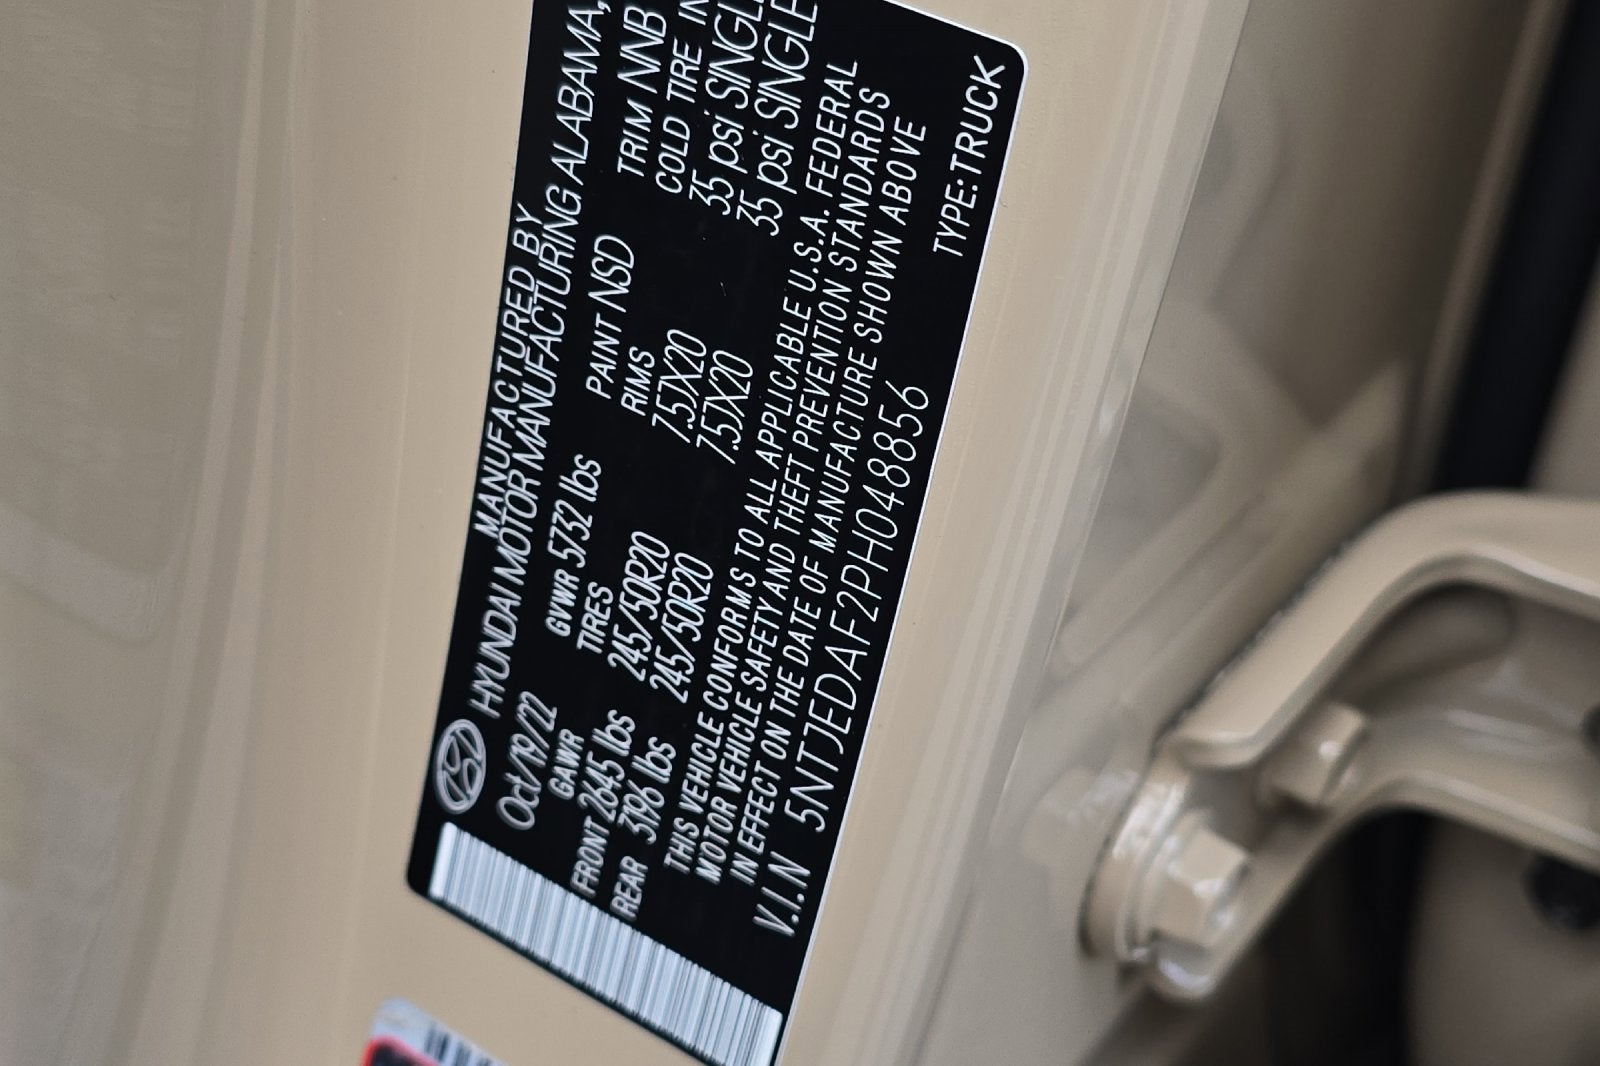 MANUFACTURED BY
HYUNDAI MOTOR MANUFACTURING ALABAMA,
Oct/19/22 GVWR 5732 lbs PAINT NSD TRIM NNB
GAWR TIRES RIMS COLD TIRE
FRONT 2645 lbs 245/50R20 7.5JX20 35 psi SINGLE
REAR 3196 lbs 245/50R20 7.5JX20 35 psi SINGLE
THIS VEHICLE CONFORMS TO ALL APPLICABLE U.S.A. FEDERAL
MOTOR VEHICLE SAFETY AND THEFT PREVENTION STANDARDS
IN EFFECT ON THE DATE OF MANUFACTURE SHOWN ABOVE
V.I.N 5NTJEDAF2PH048856 TYPE:TRUCK